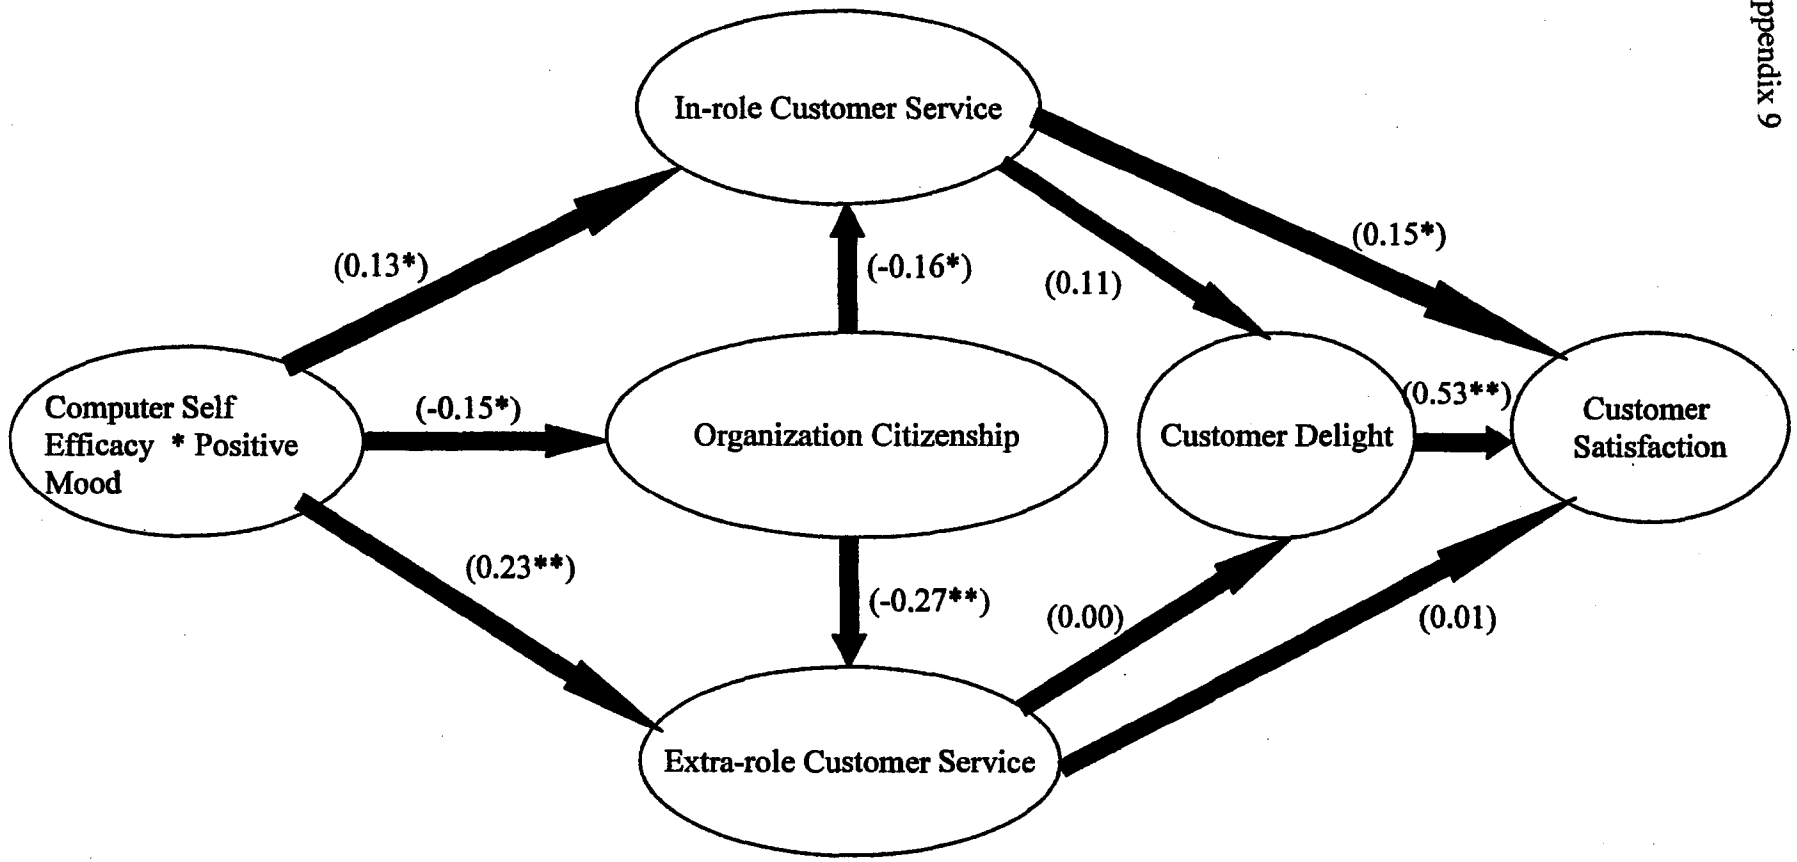 ppendix 9
In-role Customer Service
(0.13*)
(-0.16*)
(0.11)
(0.15*)
Computer Self
Efficacy * Positive
Mood
(-0.15*)
Organization Citizenship
Customer Delight
(0.53**)
Customer
Satisfaction
(0.23**)
(-0.27**)
(0.00)
(0.01)
Extra-role Customer Service